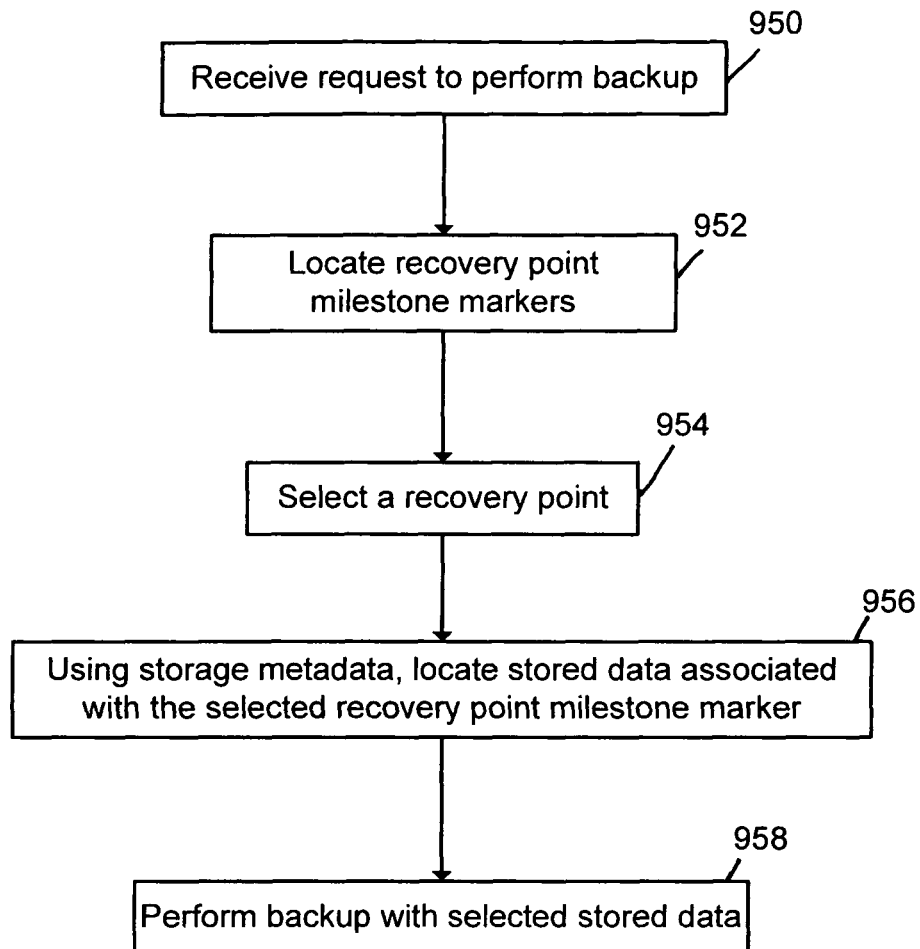 950
Receive request to perform backup
952
Locate recovery point
milestone markers
954
Select a recovery point
956
Using storage metadata, locate stored data associated
with the selected recovery point milestone marker
958
Perform backup with selected stored data